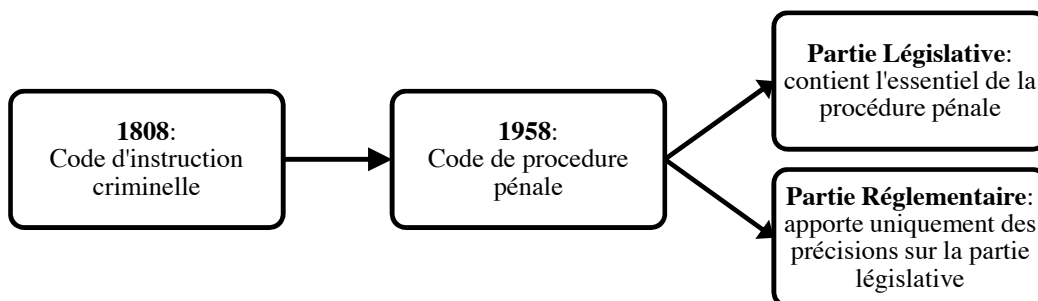 1808:
Code d'instruction
criminelle
1958:
Code de procedure
pénale
Partie Législative:
contient l'essentiel de la
procédure pénale
Partie Réglementaire:
apporte uniquement des
précisions sur la partie
législative